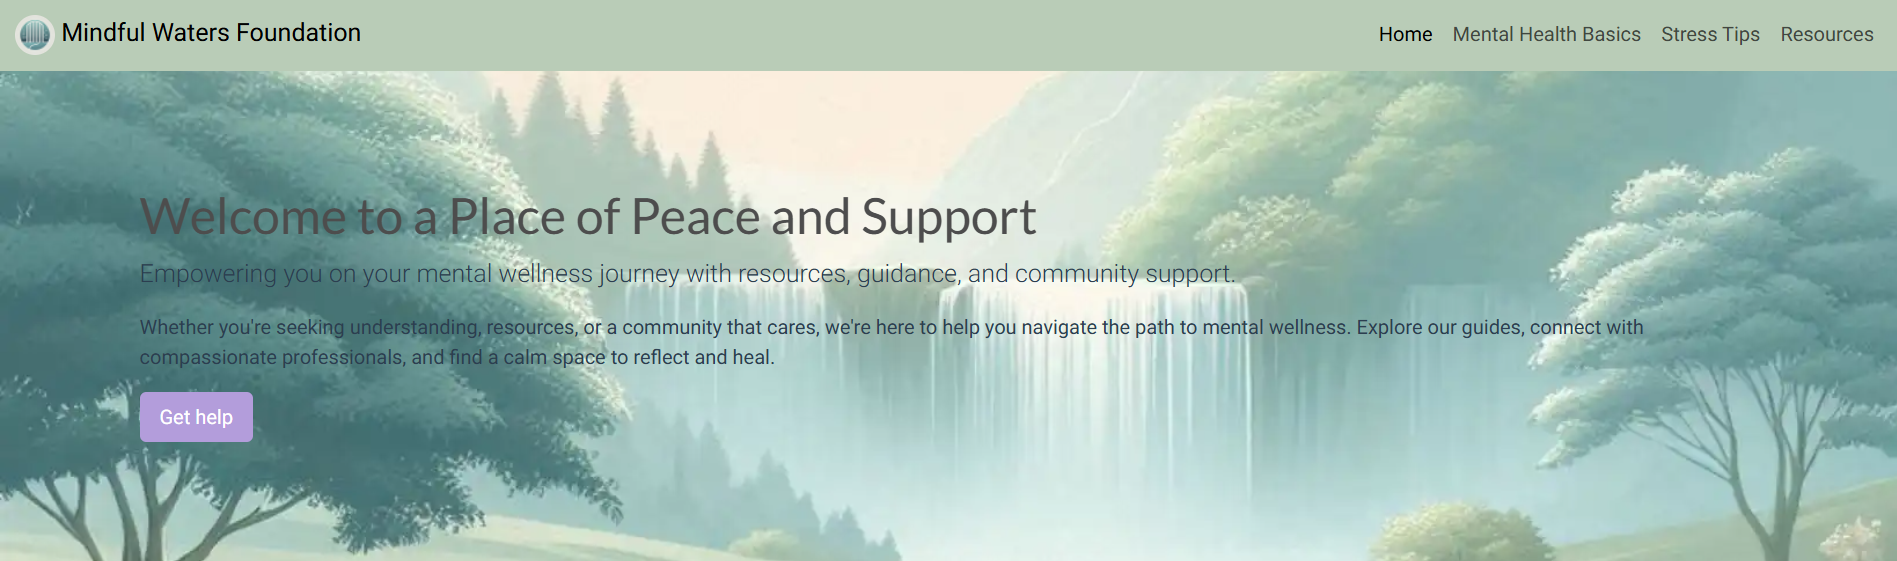 Mindful Waters Foundation
Home Mental Health Basics Stress Tips Resources
Welcome to a Place of Peace and Support
Empowering you on your mental wellness journey with resources, guidance, and community support.
Whether you're seeking understanding, resources, or a community that cares, we're here to help you navigate the path to mental wellness. Explore our guides, connect with
compassionate professionals, and find a calm space to reflect and heal.
Get help